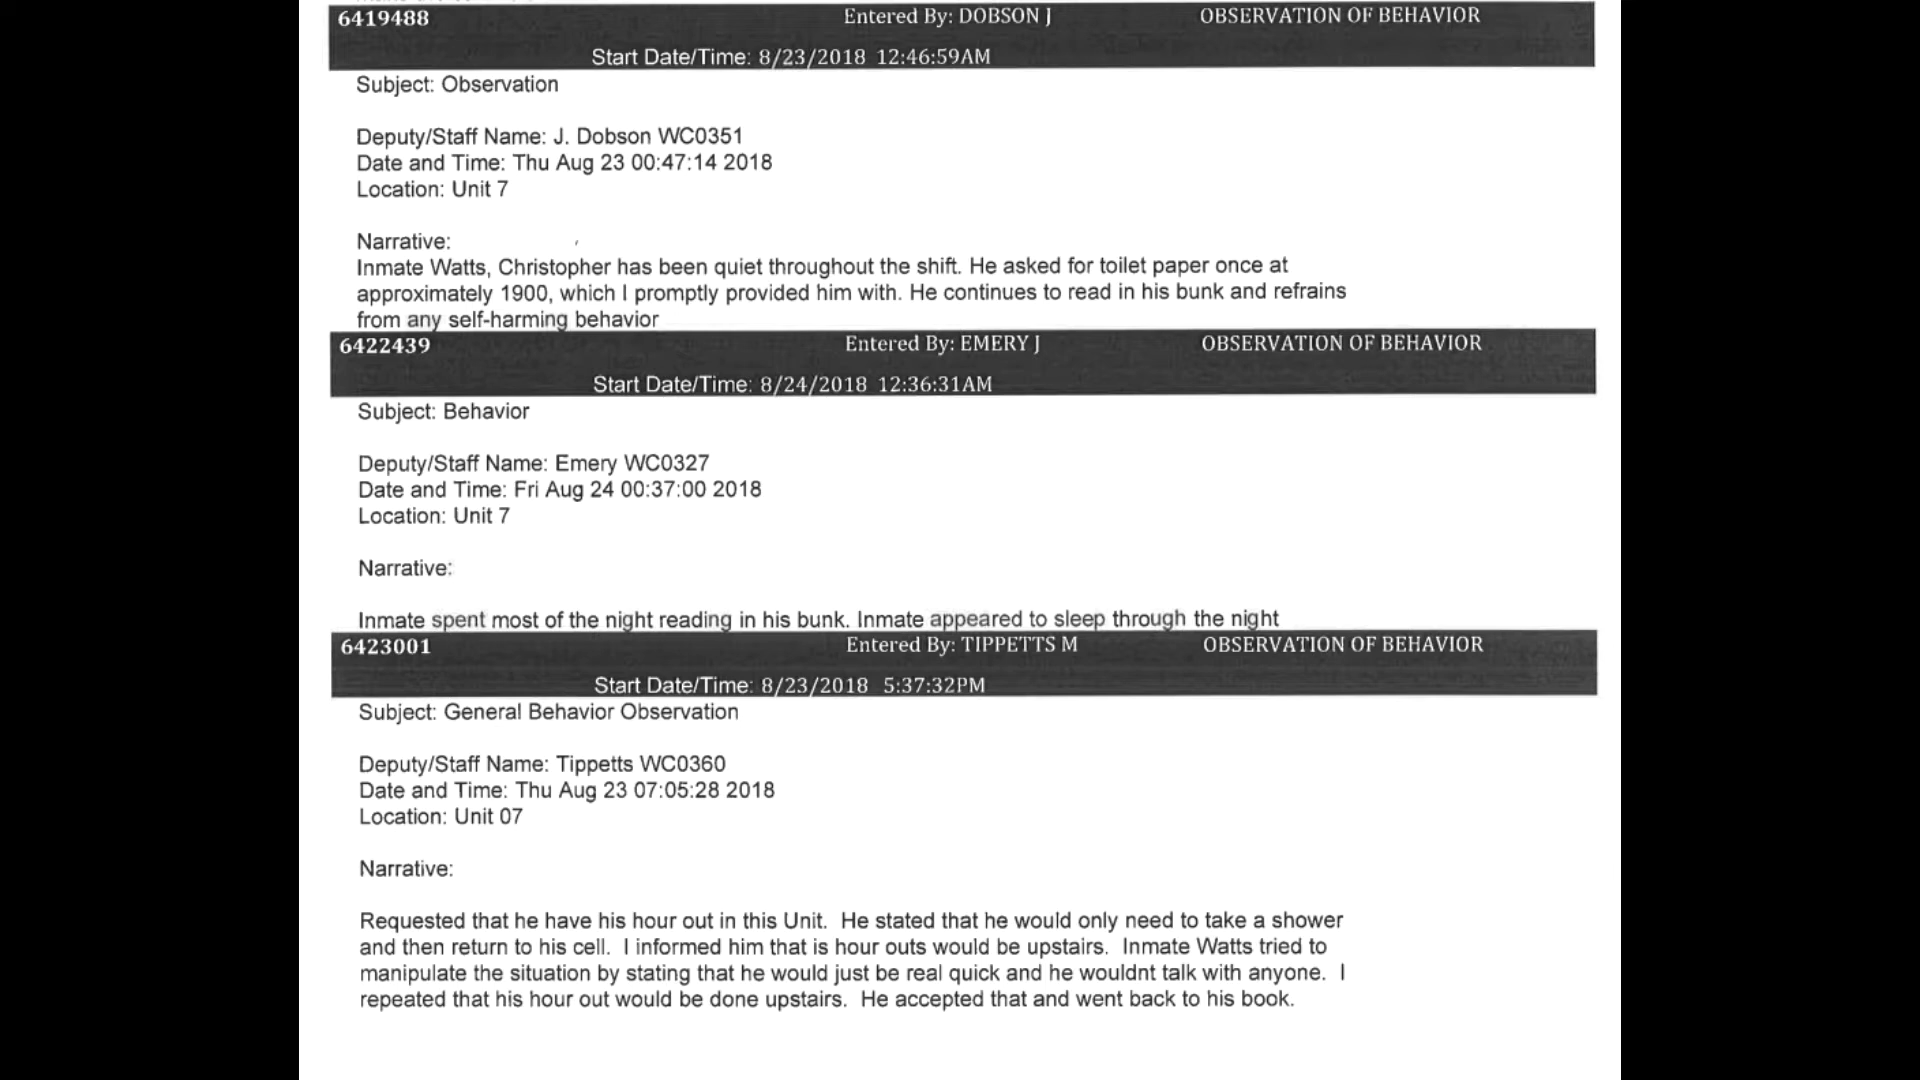 6419488 Entered By: DOBSON J OBSERVATION OF BEHAVIOR
Start Date/Time: 8/23/2018 12:46:59AM
Subject: Observation
Deputy/Staff Name: J. Dobson WC0351
Date and Time: Thu Aug 23 00:47:14 2018
Location: Unit 7
Narrative:
Inmate Watts, Christopher has been quiet throughout the shift. He asked for toilet paper once at
approximately 1900, which I promptly provided him with. He continues to read in his bunk and refrains
from any self-harming behavior
6422439 Entered By: EMERY J OBSERVATION OF BEHAVIOR
Start Date/Time: 8/24/2018 12:36:31AM
Subject: Behavior
Deputy/Staff Name: Emery WC0327
Date and Time: Fri Aug 24 00:37:00 2018
Location: Unit 7
Narrative:
Inmate spent most of the night reading in his bunk. Inmate appeared to sleep through the night
6423001 Entered By: TIPPETTS M OBSERVATION OF BEHAVIOR
Start Date/Time: 8/23/2018 5:37:32PM
Subject: General Behavior Observation
Deputy/Staff Name: Tippetts WC0360
Date and Time: Thu Aug 23 07:05:28 2018
Location: Unit 07
Narrative:
Requested that he have his hour out in this Unit. He stated that he would only need to take a shower
and then return to his cell. I informed him that is hour outs would be upstairs. Inmate Watts tried to
manipulate the situation by stating that he would just be real quick and he wouldnt talk with anyone. I
repeated that his hour out would be done upstairs. He accepted that and went back to his book.